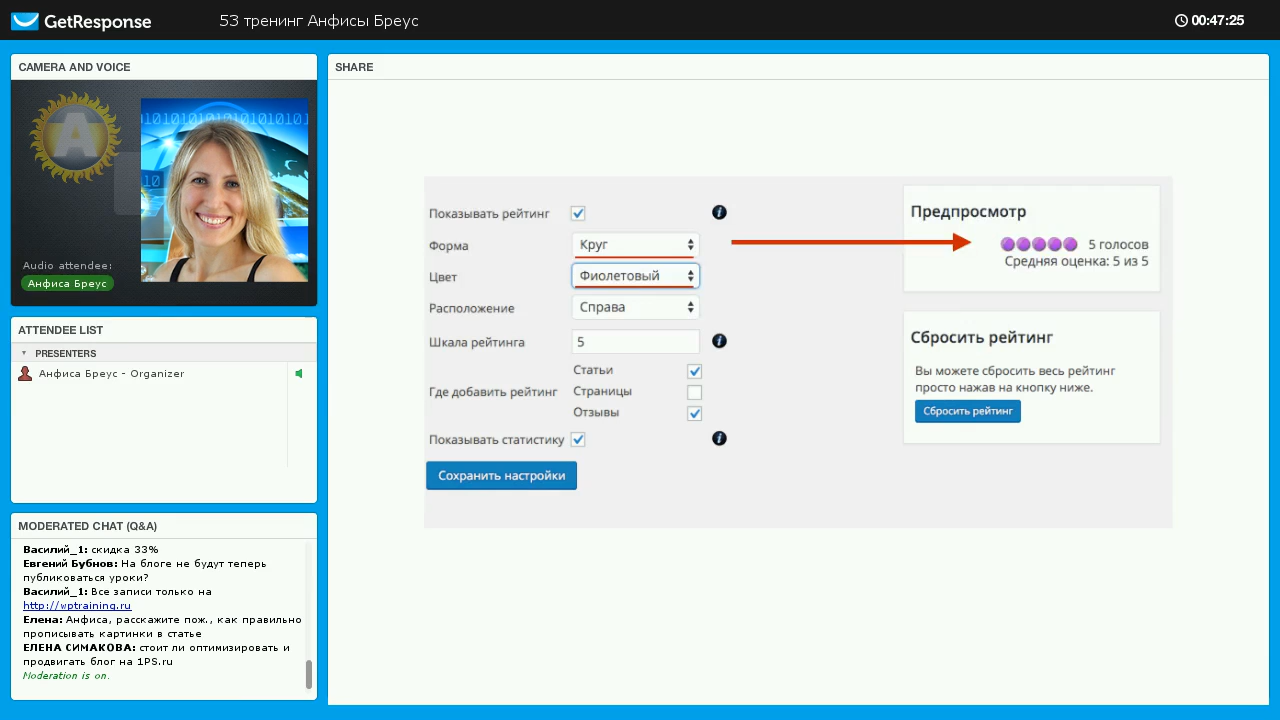 GetResponse
53 тренинг Анфисы Бреус
00:47:25
CAMERA AND VOICE
A
Audio attendee:
Анфиса Бреус
ATTENDEE LIST
PRESENTERS
Анфиса Бреус - Organizer
MODERATED CHAT (Q&A)
Василий_1: скидка 33%
Евгений Бубнов: На блоге не будут теперь
публиковаться уроки?
Василий_1: Все записи только на
http://wptraining.ru
Елена: Анфиса, расскажите пож., как правильно
прописывать картинки в статье
ЕЛЕНА СИМАКОВА: стоит ли оптимизировать и
продвигать блог на 1PS.ru
Moderation is on.
SHARE
Показывать рейтинг
Форма Круг
Цвет Фиолетовый
Расположение Справа
Шкала рейтинга 5
Где добавить рейтинг
Статьи
Страницы
Отзывы
Показывать статистику
Сохранить настройки
Предпросмотр
5 голосов
Средняя оценка: 5 из 5
Сбросить рейтинг
Вы можете сбросить весь рейтинг
просто нажав на кнопку ниже.
Сбросить рейтинг